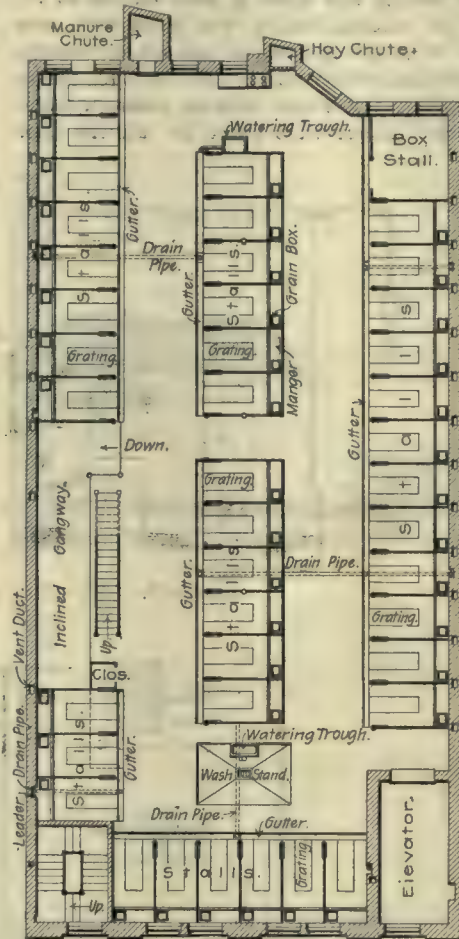 Manure
Chute.
Hay Chute.
Watering Trough.
Box
Stall.
Gutter.
Stalls.
Drain
Pipe.
Gutter.
Stalls.
Grain Box.
Grating.
Grating.
Manger
Stalls
Gutter.
Down.
Grating.
Inclined Gangway.
Gutter.
Stalls.
Drain Pipe.
Up.
Grating.
Vent Duct.
Clos.
Stalls.
Gutter.
Watering Trough.
Wash Stand.
Leader
Drain Pipe.
Drain Pipe.
Gutter.
Stalls.
Grating.
Elevator.
Up.